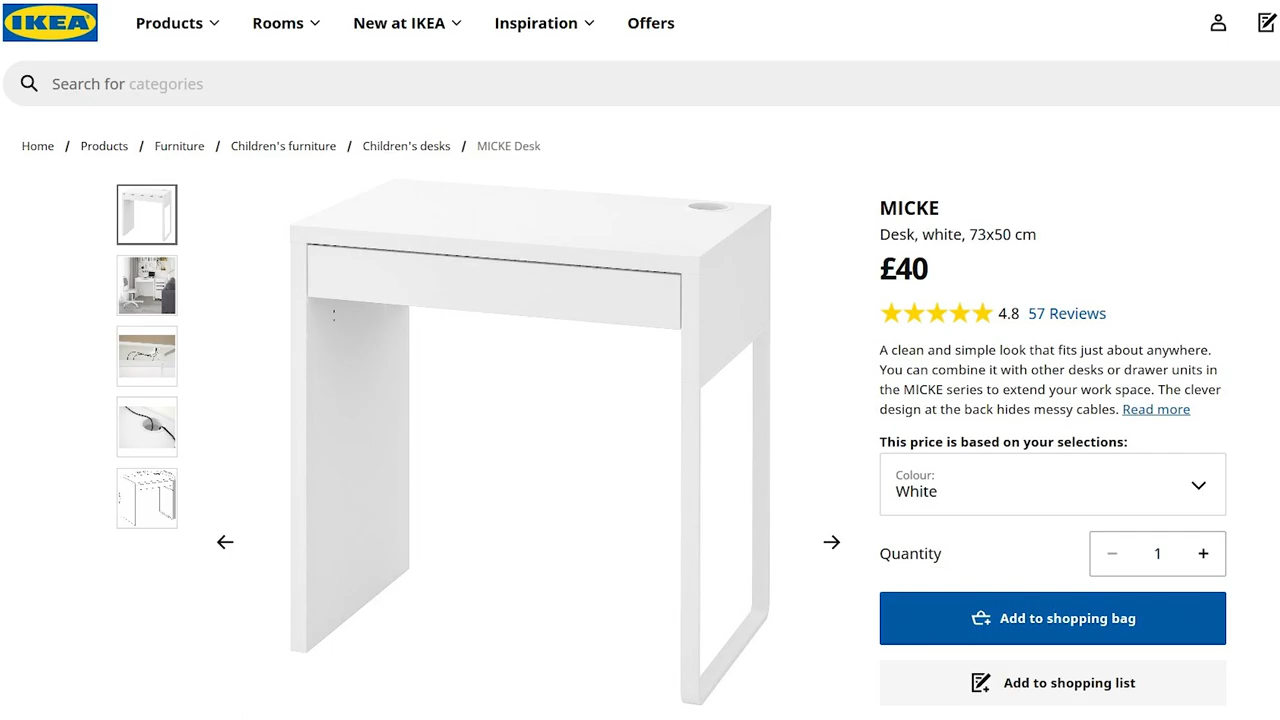 IKEA
Products
Rooms
New at IKEA
Inspiration
Offers
Search for categories
Home / Products / Furniture / Children's furniture / Children's desks / MICKE Desk
MICKE
Desk, white, 73x50 cm
£40
4.8 57 Reviews
A clean and simple look that fits just about anywhere.
You can combine it with other desks or drawer units in
the MICKE series to extend your work space. The clever
design at the back hides messy cables. Read more
This price is based on your selections:
Colour:
White
Quantity
− 1 +
Add to shopping bag
Add to shopping list